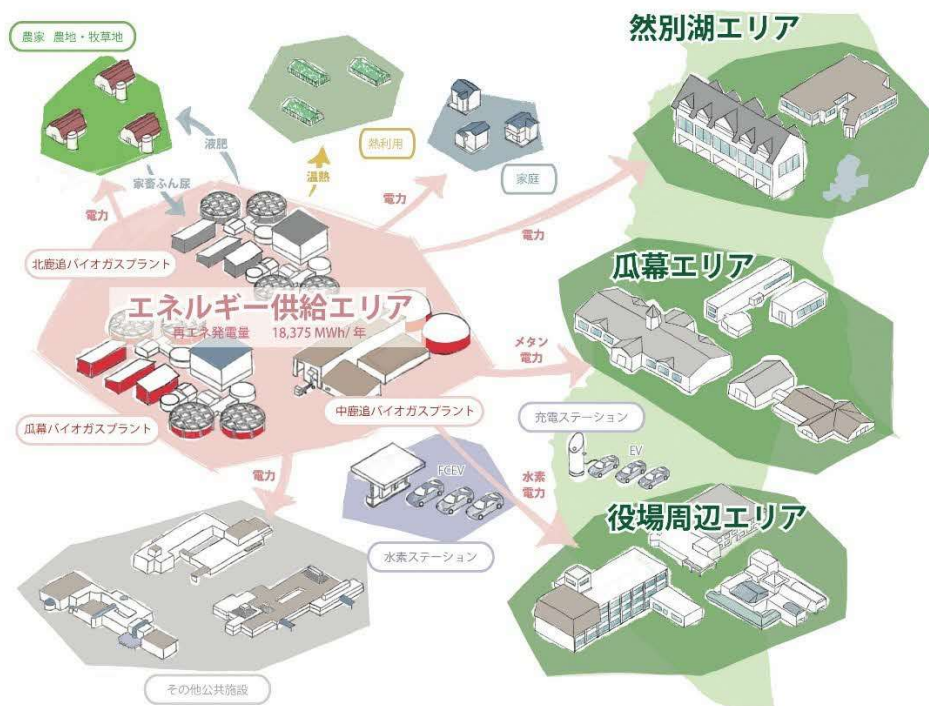 然別湖エリア
農家 農地・牧草地
液肥
熱利用
家庭
家畜ふん尿
温熱
電力
電力
電力
北鹿追バイオガスプラント
瓜幕エリア
エネルギー供給エリア
再エネ発電量 18,375 MWh/年
メタン
電力
瓜幕バイオガスプラント
中鹿追バイオガスプラント
充電ステーション
EV
電力
FCEV
水素
電力
役場周辺エリア
水素ステーション
その他公共施設